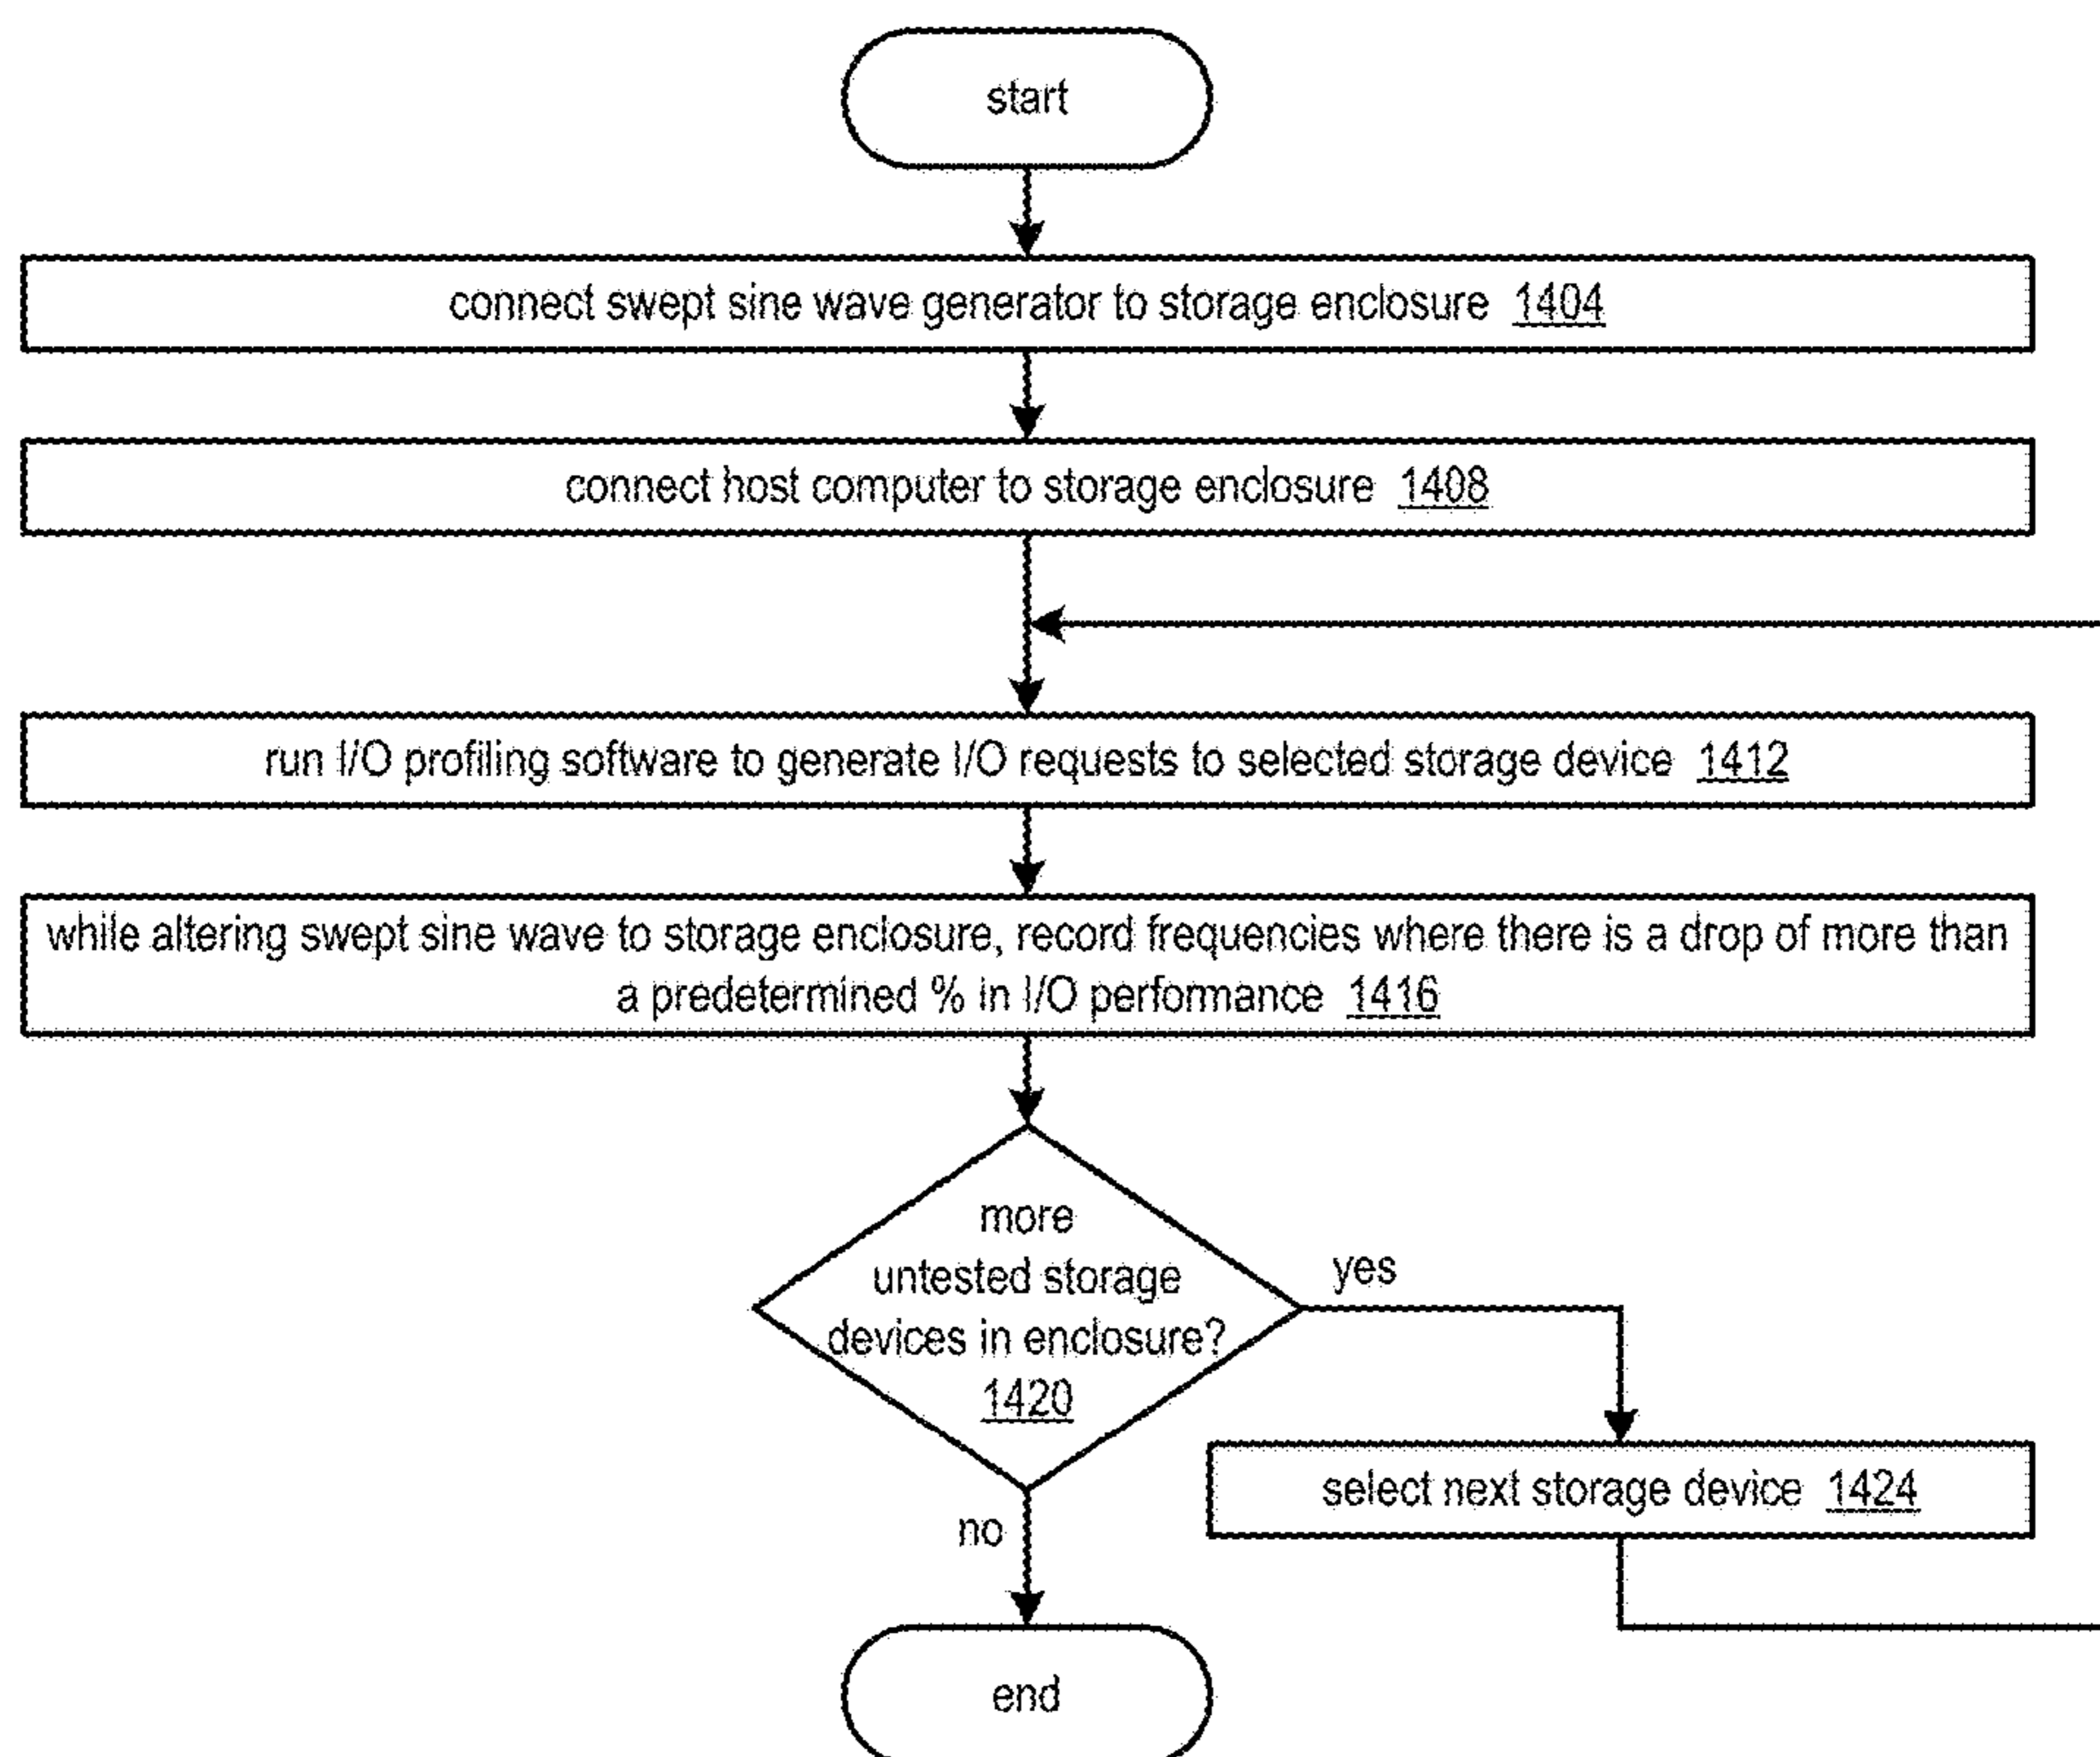 start
connect swept sine wave generator to storage enclosure 1404
connect host computer to storage enclosure 1408
run I/O profiling software to generate I/O requests to selected storage device 1412
while altering swept sine wave to storage enclosure, record frequencies where there is a drop of more than
a predetermined % in I/O performance 1416
more
untested storage
devices in enclosure?
1420
yes
select next storage device 1424
no
end